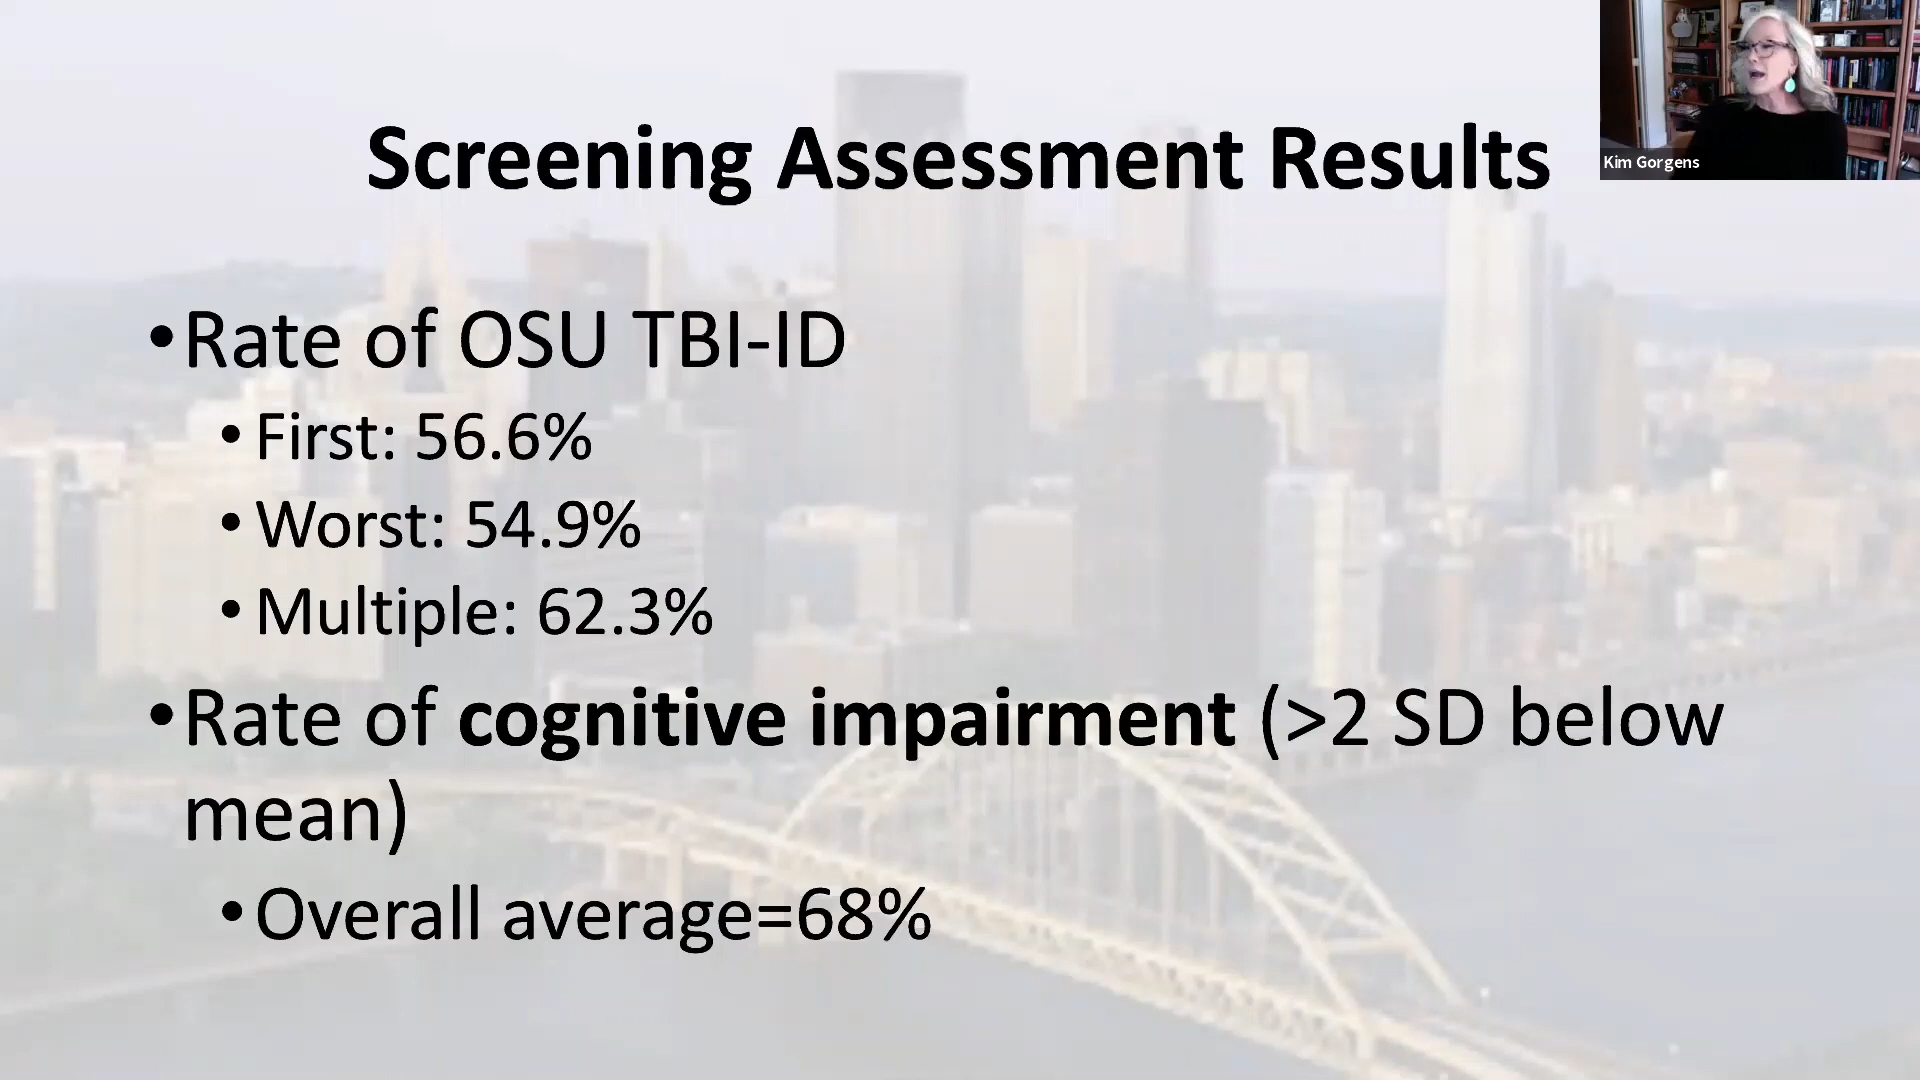 Screening Assessment Results
Kim Gorgens
•Rate of OSU TBI-ID
• First: 56.6%
• Worst: 54.9%
• Multiple: 62.3%
•Rate of cognitive impairment (>2 SD below
mean)
• Overall average=68%